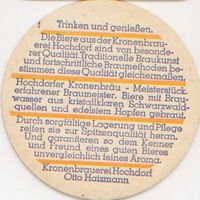 ! Trinken und genießen.
Die Biere aus der Kronenbrau-
erei Hochdorf sind von besonde-
rer Qualität. Traditionelle Braukunst
und fortschrittliche Braumethoden be-
stimmen diese Qualität gleichermaßen.
Hochdorfer Kronenbräu - Meisterstück
erfahrener Braumeister. Biere mit Brau-
wasser aus kristallklaren Schwarzwald-
quellen und edelstem Hopfen gebraut.
Durch sorgfältige Lagerung und Pflege
reifen sie zur Spitzenqualität heran.
Und garantieren so dem Kenner
und Freund eines guten Bieres
unvergleichlich feines Aroma.
Kronenbrauerei Hochdorf
Otto Haizmann